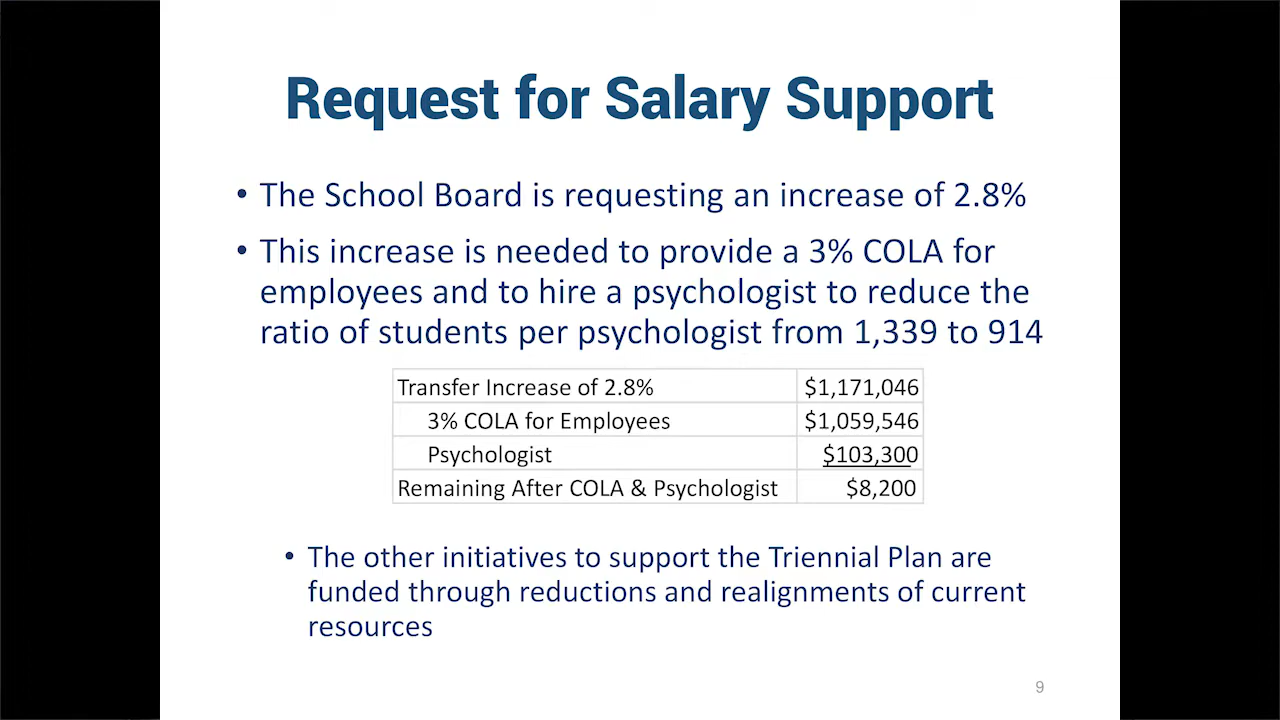 Request for Salary Support
• The School Board is requesting an increase of 2.8%
• This increase is needed to provide a 3% COLA for
employees and to hire a psychologist to reduce the
ratio of students per psychologist from 1,339 to 914
Transfer Increase of 2.8% $1,171,046
3% COLA for Employees $1,059,546
Psychologist $103,300
Remaining After COLA & Psychologist $8,200
• The other initiatives to support the Triennial Plan are
funded through reductions and realignments of current
resources
9